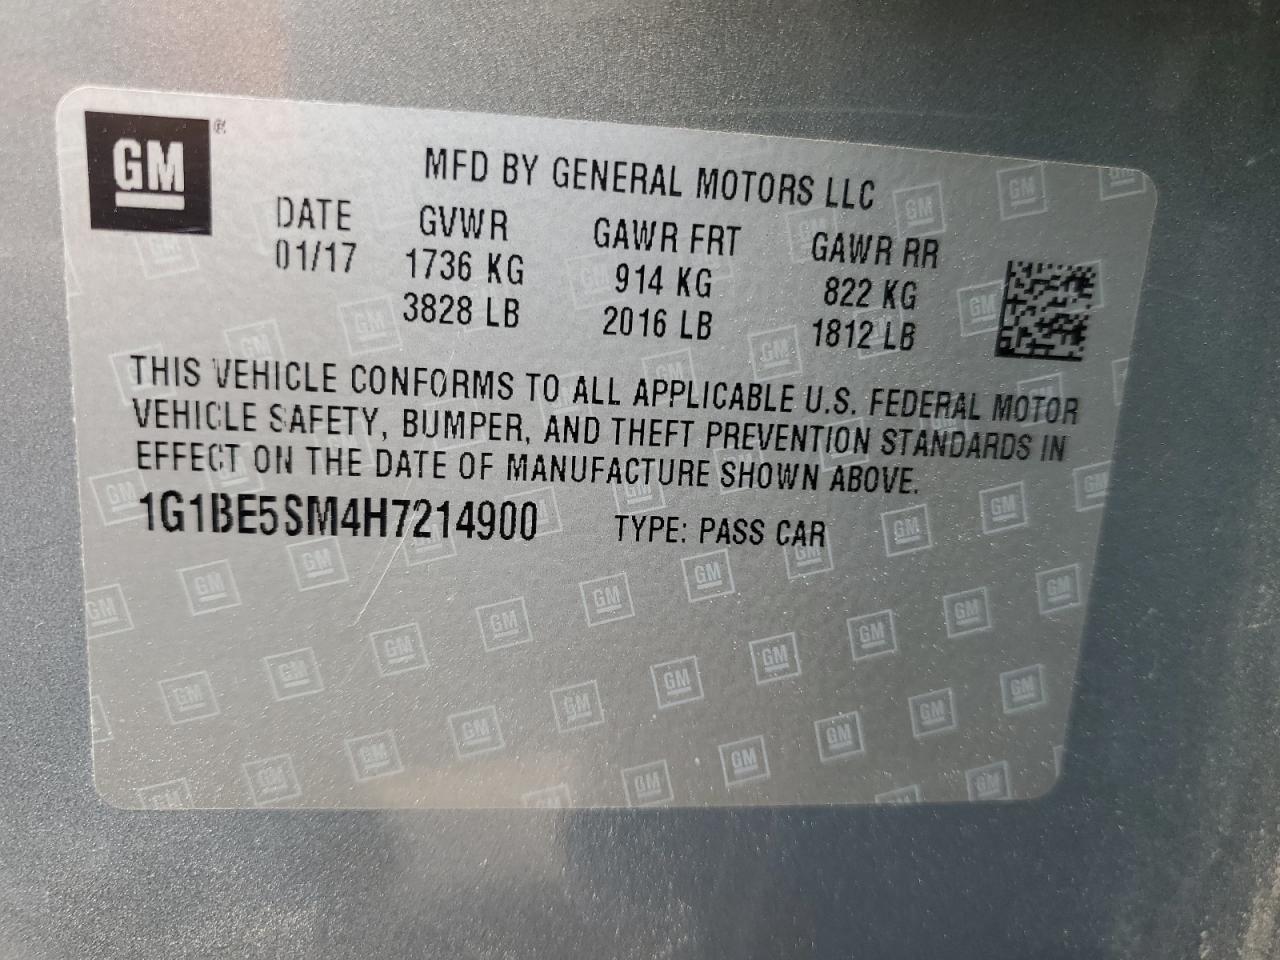 GM®
MFD BY GENERAL MOTORS LLC
DATE GVWR GAWR FRT GAWR RR
01/17 1736 KG 914 KG 822 KG
3828 LB 2016 LB 1812 LB
THIS VEHICLE CONFORMS TO ALL APPLICABLE U.S. FEDERAL MOTOR
VEHICLE SAFETY, BUMPER, AND THEFT PREVENTION STANDARDS IN
EFFECT ON THE DATE OF MANUFACTURE SHOWN ABOVE.
1G1BE5SM4H7214900 TYPE: PASS CAR